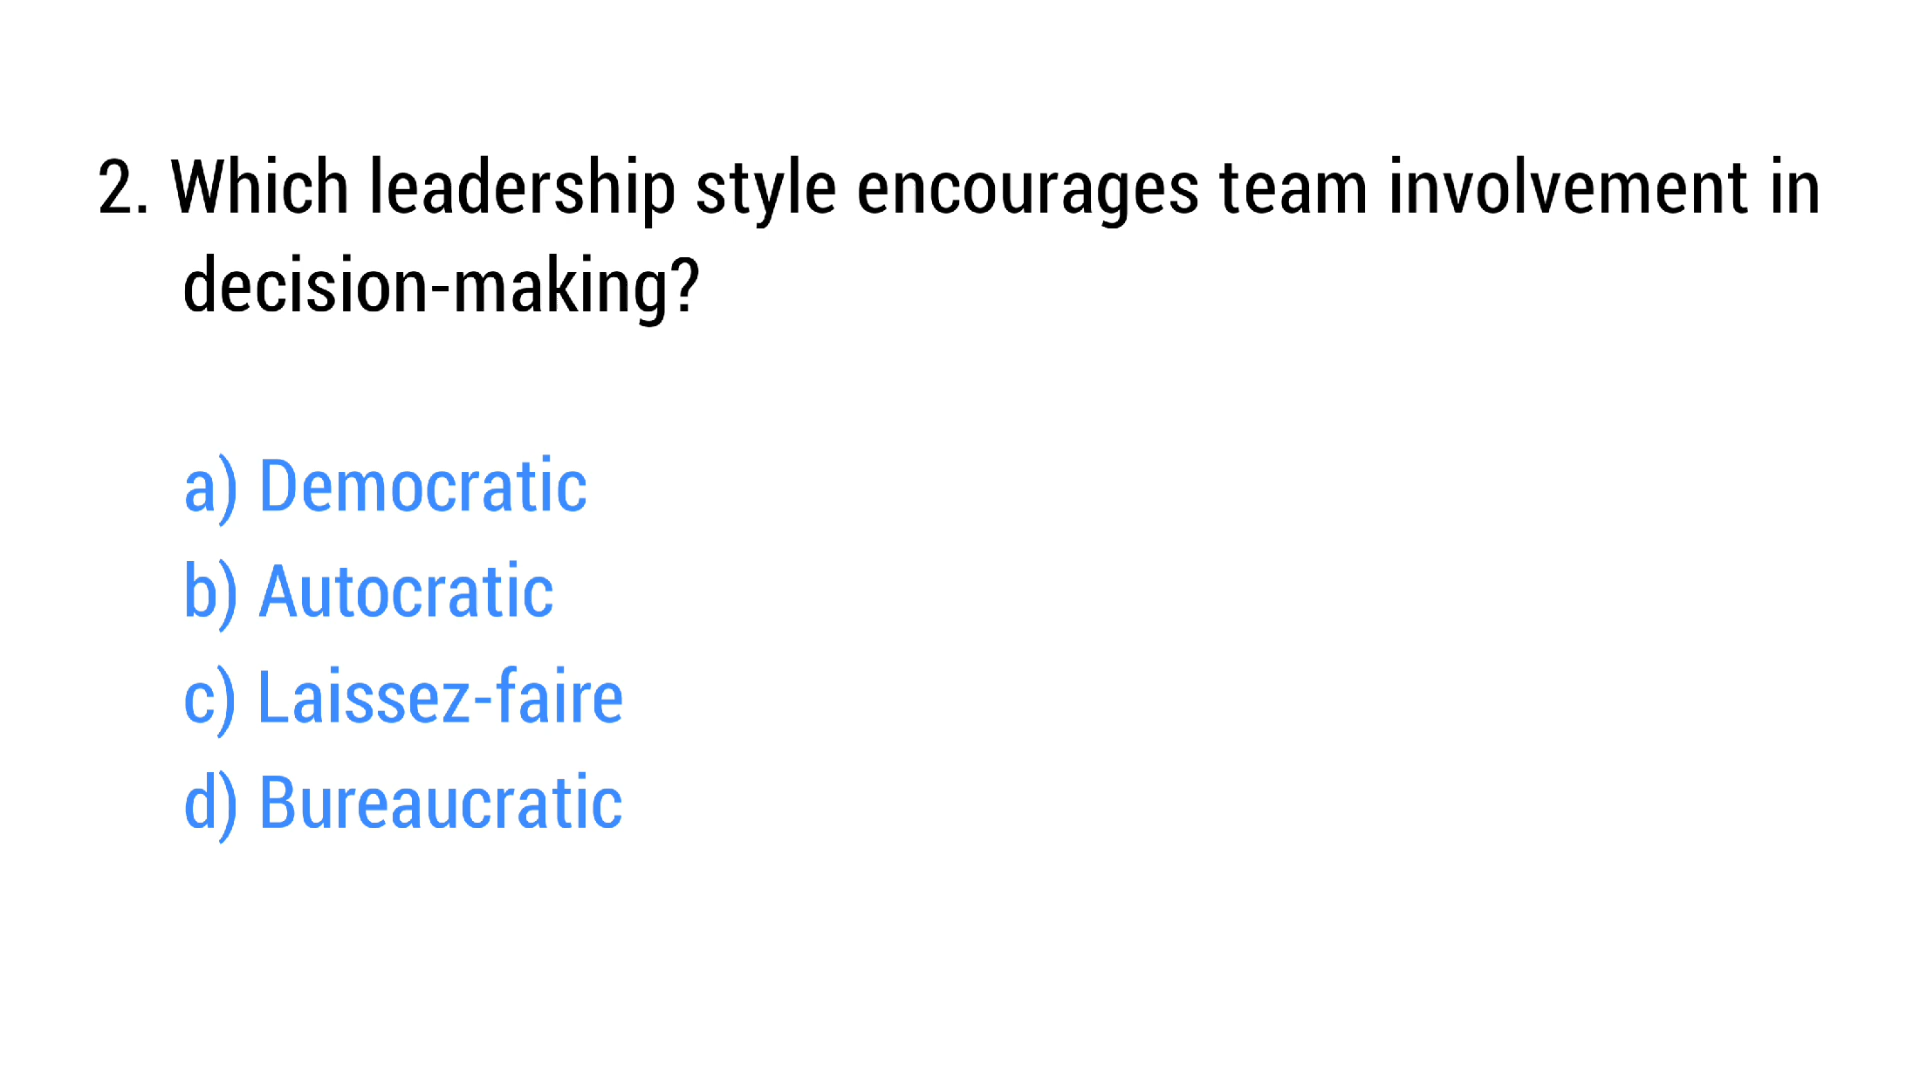 2. Which leadership style encourages team involvement in
decision-making?
a) Democratic
b) Autocratic
c) Laissez-faire
d) Bureaucratic